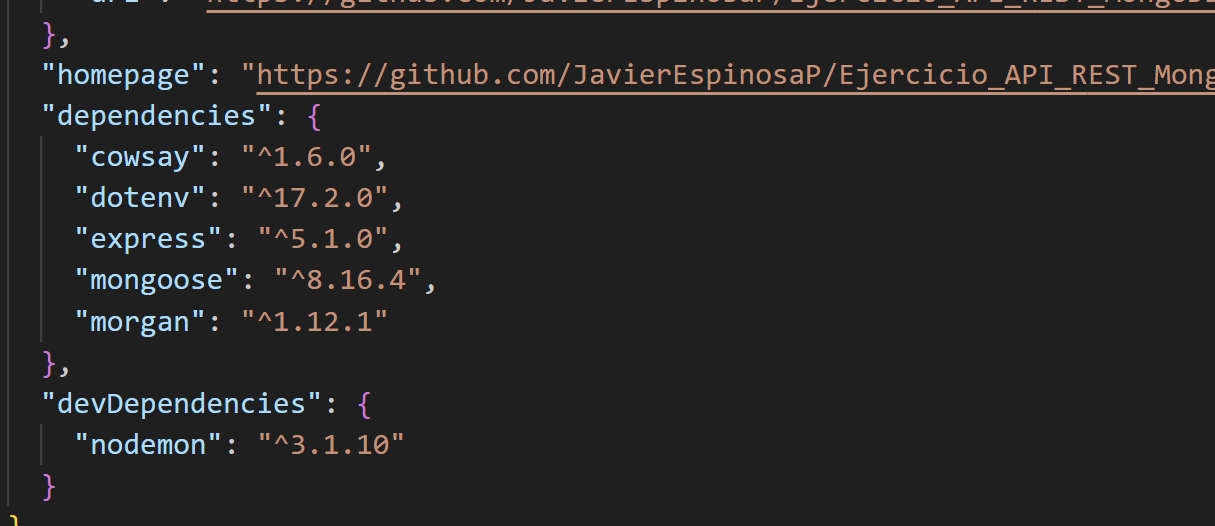 },
"homepage": "https://github.com/JavierEspinosaP/Ejercicio_API_REST_Mong
"dependencies": {
"cowsay": "^1.6.0",
"dotenv": "^17.2.0",
"express": "^5.1.0",
"mongoose": "^8.16.4",
"morgan": "^1.12.1"
},
"devDependencies": {
"nodemon": "^3.1.10"
}
}